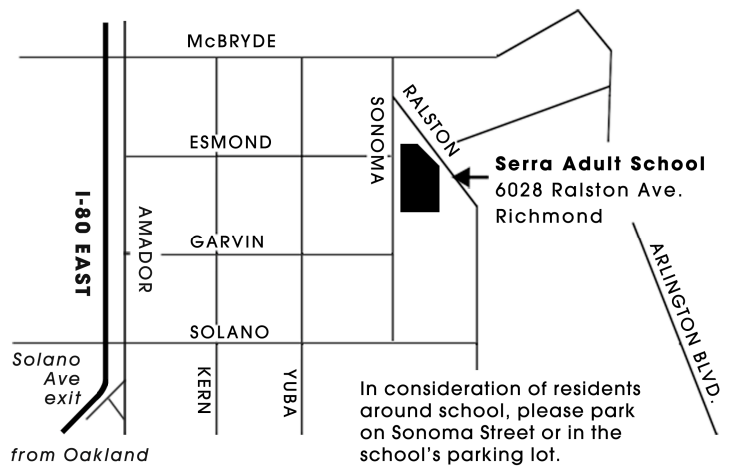 McBRYDE
RALSTON
SONOMA
ESMOND
Serra Adult School
6028 Ralston Ave.
Richmond
I-80 EAST
AMADOR
GARVIN
ARLINGTON BLVD.
SOLANO
Solano
Ave
exit
KERN
YUBA
In consideration of residents
around school, please park
on Sonoma Street or in the
school's parking lot.
from Oakland